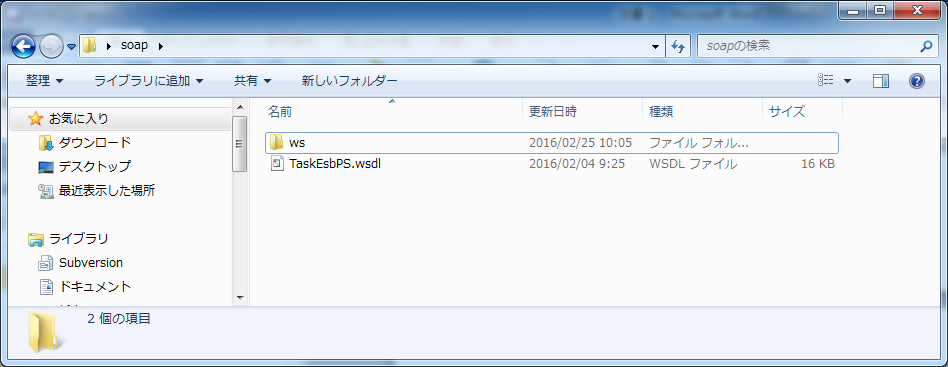 soap
soapの検索
整理 ライブラリに追加 共有 新しいフォルダー
名前 更新日時 種類 サイズ
お気に入り
ダウンロード
デスクトップ
最近表示した場所
ライブラリ
Subversion
ドキュメント
ws 2016/02/25 10:05 ファイル フォル...
TaskEsbPS.wsdl 2016/02/04 9:25 WSDL ファイル 16 KB
2 個の項目